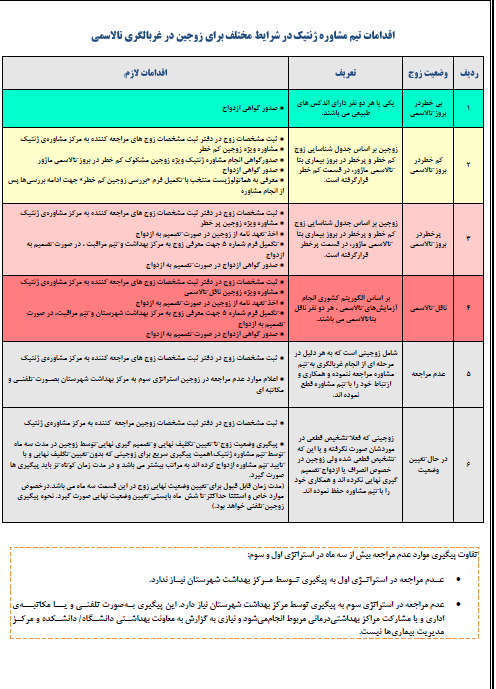 اقدامات تیم مشاوره ژنتیک در شرایط مختلف برای زوجین در غربالگری تالاسمی
ردیف
وضعیت زوج
تعریف
اقدامات لازم:
۱
بی خطردر
بروز تالاسمی
یکی یا هر دو نفر دارای اندکس های
طبیعی می باشند.
● صدور گواهی ازدواج
۲
کم خطردر
بروز تالاسمی
زوجین بر اساس جدول شناسایی زوج
کم خطر و پرخطر در بروز بیماری بتا
تالاسمی ماژور، در قسمت کم خطر
قرارگرفته است.
● ثبت مشخصات زوج در دفتر ثبت مشخصات زوج های مراجعه کننده به مرکز مشاوره‌ی ژنتیک
● مشاوره ویژه زوجین کم خطر
● صدورگواهی انجام مشاوره ژنتیک ویژه زوجین مشکوک کم خطر در بروز تالاسمی ماژور
● صدور گواهی ازدواج
● معرفی به هماتولوژیست منتخب با تکمیل فرم «بررسی زوجین کم خطر» جهت ادامه بررسی‌ها پس
از انجام مشاوره
۳
پرخطردر
بروز تالاسمی
زوجین بر اساس جدول شناسایی زوج
کم خطر و پرخطر در بروز بیماری بتا
تالاسمی ماژور، در قسمت پرخطر
قرارگرفته است.
● ثبت مشخصات زوج در دفتر ثبت مشخصات زوج های مراجعه کننده به مرکز مشاوره‌ی ژنتیک
● مشاوره ویژه زوجین پر خطر
● اخذ تعهد نامه از زوجین در صورت تصمیم به ازدواج
● تکمیل فرم شماره ۵ جهت معرفی زوج به مرکز بهداشت و تیم مراقبت ، در صورت تصمیم به
ازدواج
● صدور گواهی ازدواج در صورت تصمیم به ازدواج
۴
ناقل تالاسمی
بر اساس الگوریتم کشوری انجام
آزمایش‌های تالاسمی ، هر دو نفر ناقل
بتا تالاسمی می باشند.
● ثبت مشخصات زوج در دفتر ثبت مشخصات زوج های مراجعه کننده به مرکز مشاوره‌ی ژنتیک
● مشاوره ویژه زوجین ناقل تالاسمی
● اخذ تعهد نامه از زوجین در صورت تصمیم به ازدواج
● تکمیل فرم شماره ۵ جهت معرفی زوج به مرکز بهداشت شهرستان و تیم مراقبت، در صورت
تصمیم به ازدواج
● صدور گواهی ازدواج در صورت تصمیم به ازدواج
۵
عدم مراجعه
شامل زوجینی است که به هر دلیل در
مرحله ای از انجام غربالگری به تیم
مشاوره مراجعه ننموده و همکاری و
ارتباط خود را با تیم مشاوره قطع
نموده اند.
● ثبت مشخصات زوج در دفتر ثبت مشخصات زوج های مراجعه کننده به مرکز مشاوره‌ی ژنتیک
● اعلام موارد عدم مراجعه در زوجین استراتژی سوم به مرکز بهداشت شهرستان بصورت تلفنی و
مکاتبه ای
۶
در حال تعیین
وضعیت
زوجینی که فعلا تشخیص قطعی در
موردشان صورت نگرفته و یا این که
تشخیص قطعی شده ولی زوجین در
خصوص انصراف یا ازدواج تصمیم
گیری نهایی نکرده اند و همکاری خود
را با تیم مشاوره حفظ نموده اند.
● ثبت مشخصات زوج در دفتر ثبت مشخصات زوجین مراجعه کننده به مرکز مشاوره‌ی ژنتیک
● پیگیری وضعیت زوج تا تعیین تکلیف نهایی و تصمیم گیری نهایی توسط زوجین در مدت سه ماه
توسط تیم مشاوره ژنتیک(اهمیت پیگیری سریع برای زوجینی که بدون تعیین تکلیف نهایی و با
تایید تیم مشاوره ازدواج کرده اند به مراتب بیشتر می باشد و در مدت زمان کوتاه تر باید پیگیری ها
صورت گیرد.
(مدت زمان قابل قبول برای تعیین وضعیت نهایی زوج در این قسمت سه ماه می باشد.درخصوص
موارد خاص و استثنا حداکثر تا شش ماه بایستی تعیین وضعیت نهایی صورت گیرد. نحوه پیگیری
زوجین تلفنی خواهد بود.)
تفاوت پیگیری موارد عدم مراجعه بیش از سه ماه در استراتژی اول و سوم:
● عدم مراجعه در استراتژی اول به پیگیری توسط مرکز بهداشت شهرستان نیاز ندارد.
● عدم مراجعه در استراتژی سوم به پیگیری توسط مرکز بهداشت شهرستان نیاز دارد. این پیگیری به‌صورت تلفنی و یا مکاتبه‌ی
اداری و با مشارکت مراکز بهداشتی‌درمانی مربوط انجام‌می‌شود و نیازی به گزارش به معاونت بهداشتی دانشگاه/ دانشکده و مرکز
مدیریت بیماری‌ها نیست.